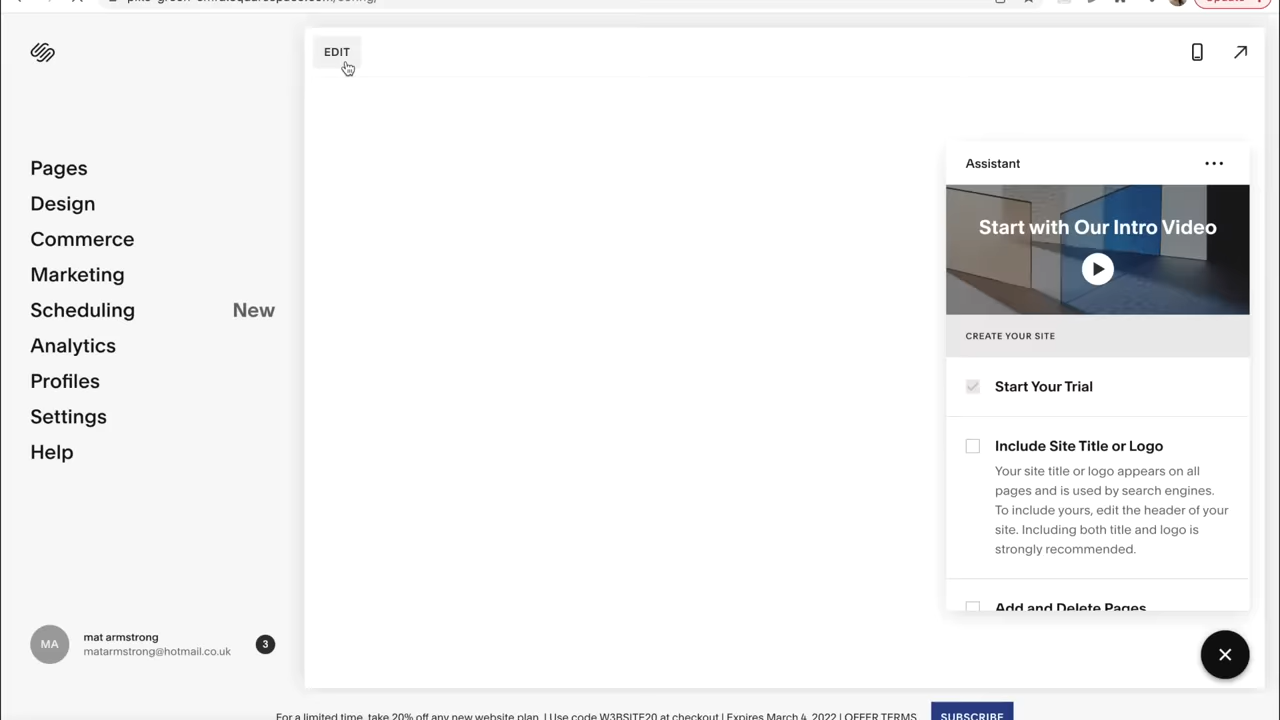 EDIT
Pages
Design
Commerce
Marketing
Scheduling New
Analytics
Profiles
Settings
Help
MA
mat armstrong
matarmstrong@hotmail.co.uk
3
Assistant
Start with Our Intro Video
CREATE YOUR SITE
Start Your Trial
Include Site Title or Logo
Your site title or logo appears on all
pages and is used by search engines.
To include yours, edit the header of your
site. Including both title and logo is
strongly recommended.
Add and Delete Pages
For a limited time, take 20% off any new website plan. | Use code W3BSITE20 at checkout | Expires March 4, 2022 | OFFER TERMS
SUBSCRIBE